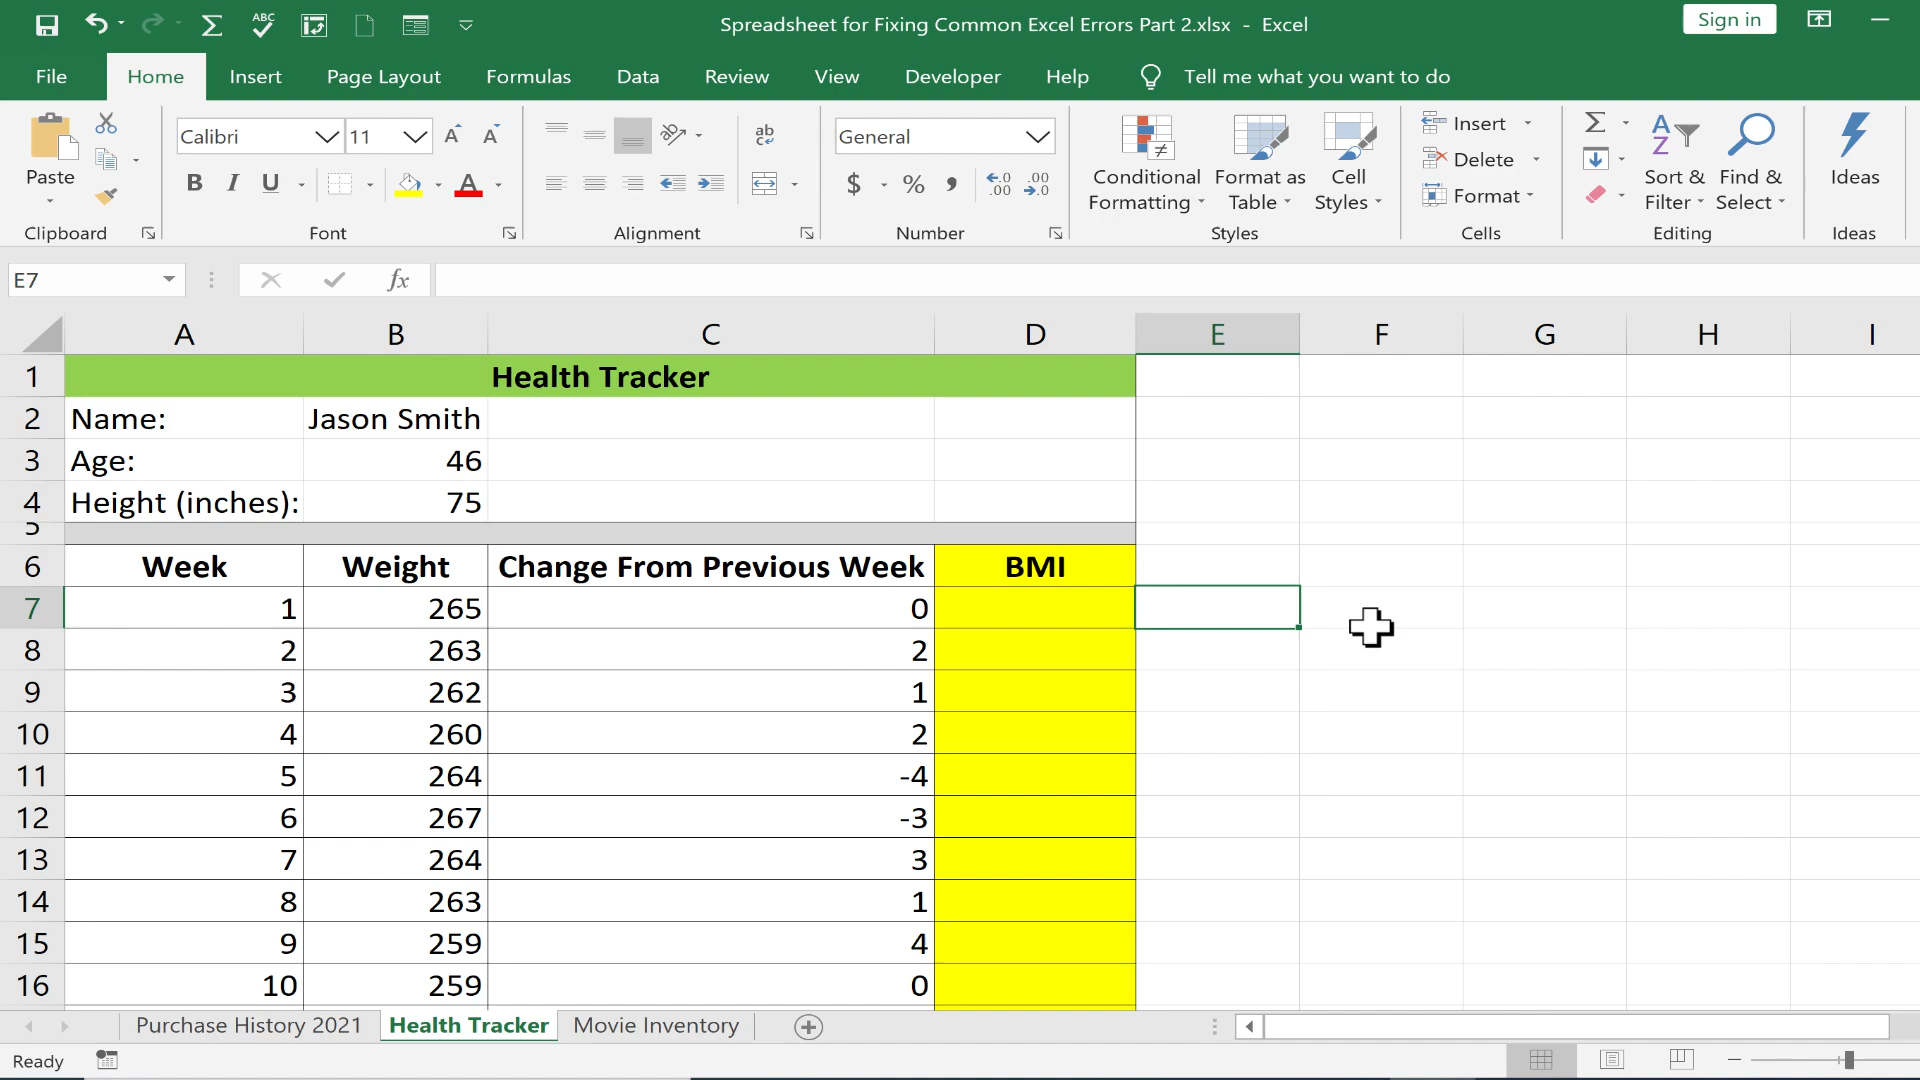 ABC
Spreadsheet for Fixing Common Excel Errors Part 2.xlsx - Excel
Sign in
File Home Insert Page Layout Formulas Data Review View Developer Help Tell me what you want to do
Paste
Clipboard
Calibri 11 A A
B I U A
Font
ab
c
Alignment
General
$ % , .00 .00
Number
Conditional Formatting
Format as Table
Cell Styles
Styles
Insert
Delete
Format
Cells
Sort & Filter
Find & Select
Editing
Ideas
Ideas
E7 fx
A B C D E F G H I
1 Health Tracker
2 Name: Jason Smith
3 Age: 46
4 Height (inches): 75
5
6 Week Weight Change From Previous Week BMI
7 1 265 0
8 2 263 2
9 3 262 1
10 4 260 2
11 5 264 -4
12 6 267 -3
13 7 264 3
14 8 263 1
15 9 259 4
16 10 259 0
Purchase History 2021 Health Tracker Movie Inventory
Ready